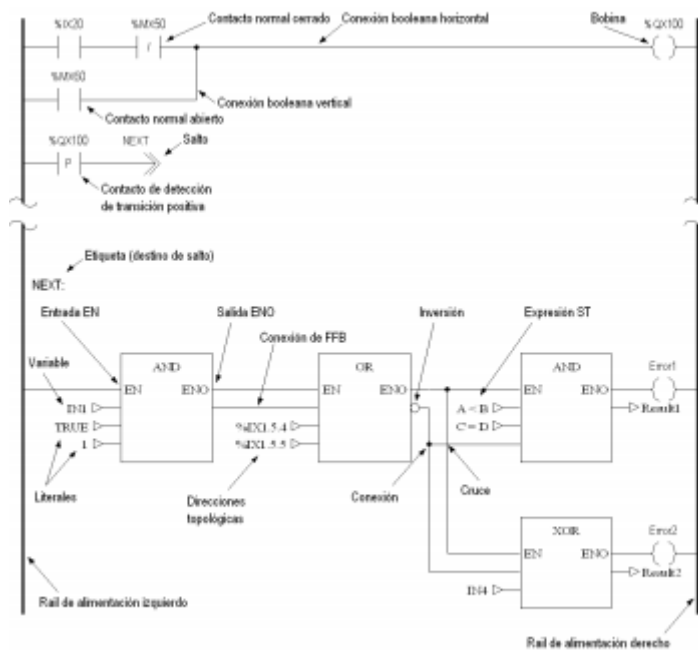 %IX20 %MX50 Contacto normal cerrado Conexión booleana horizontal Bobina %QX100
/
%MX60
Conexión booleana vertical
Contacto normal abierto
%QX100 NEXT Salto
P
Contacto de detección
de transición positiva
Etiqueta (destino de salto)
NEXT:
Entrada EN Salida ENO Inversión Expresión ST
Conexión de FFB
Variable
AND OR AND Error1
EN ENO EN ENO EN ENO
IN1 A < B Result1
TRUE %IX1.5.4 C = D
1 %IX1.5.5
Literales Direcciones
topológicas
Conexión Cruce
XOR Error2
EN ENO
Result2
IN4
Rail de alimentación izquierdo
Rail de alimentación derecho